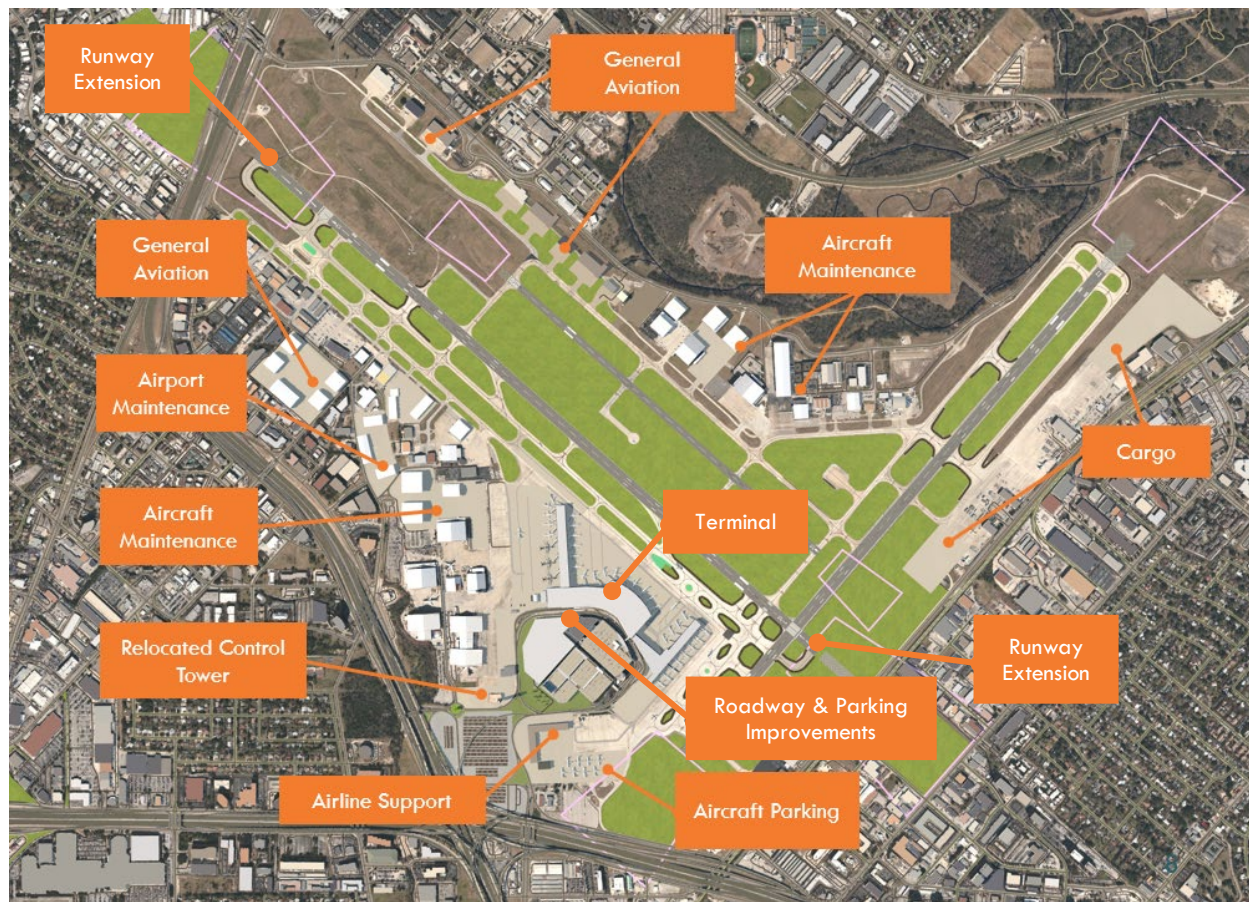 Runway
Extension
General
Aviation
General
Aviation
Aircraft
Maintenance
Airport
Maintenance
Cargo
Aircraft
Maintenance
Terminal
Relocated Control
Tower
Runway
Extension
Roadway & Parking
Improvements
Airline Support
Aircraft Parking